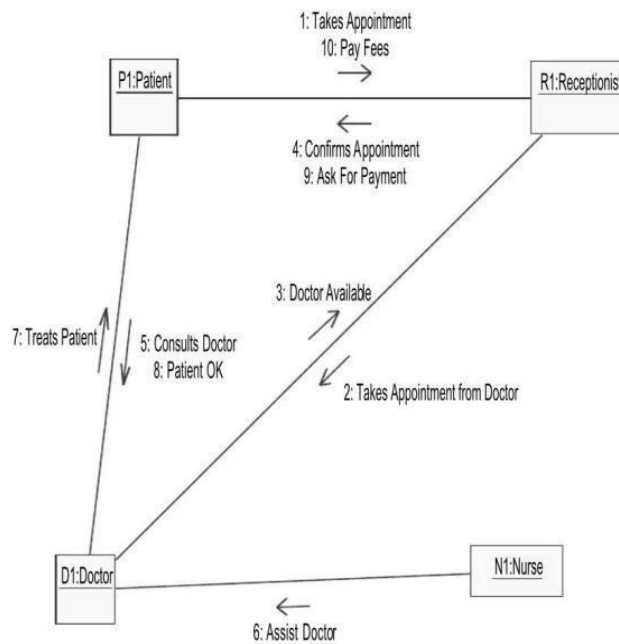 1: Takes Appointment
10: Pay Fees
P1:Patient
R1:Receptionist
4: Confirms Appointment
9: Ask For Payment
3: Doctor Available
7: Treats Patient
5: Consults Doctor
8: Patient OK
2: Takes Appointment from Doctor
D1:Doctor
N1:Nurse
6: Assist Doctor